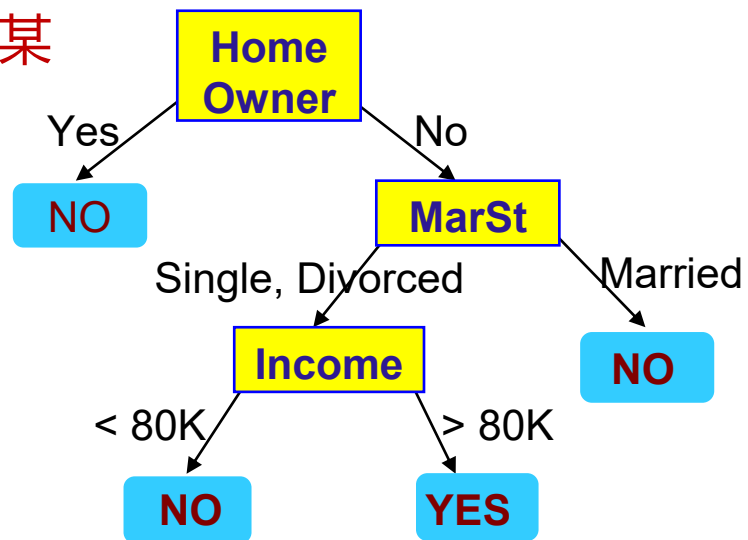 某
Home
Owner
Yes
No
NO
MarSt
Single, Divorced
Married
Income
NO
< 80K
> 80K
NO
YES